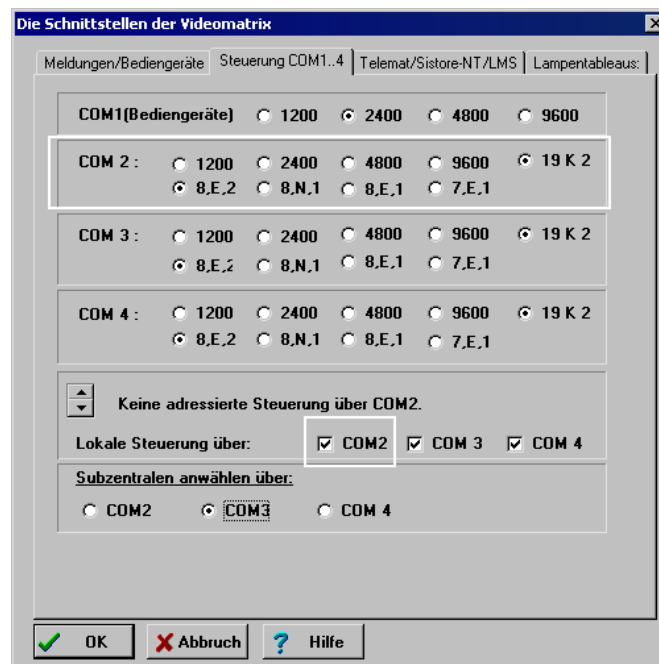 Die Schnittstellen der Videomatrix
Meldungen/Bediengeräte Steuerung COM1..4 Telemat/Sistore-NT/LMS Lampentableaus:
COM1(Bediengeräte) 1200 2400 4800 9600
COM 2 : 1200 2400 4800 9600 19 K 2
8,E,2 8,N,1 8,E,1 7,E,1
COM 3 : 1200 2400 4800 9600 19 K 2
8,E,2 8,N,1 8,E,1 7,E,1
COM 4 : 1200 2400 4800 9600 19 K 2
8,E,2 8,N,1 8,E,1 7,E,1
Keine adressierte Steuerung über COM2.
Lokale Steuerung über: COM2 COM 3 COM 4
Subzentralen anwählen über:
COM2 COM3 COM 4
OK Abbruch ? Hilfe